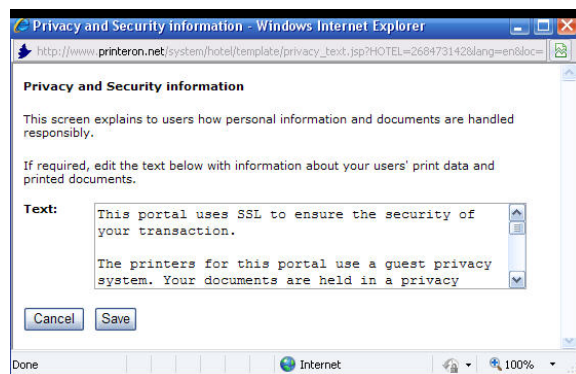 Privacy and Security information - Windows Internet Explorer
http://www.printeron.net/system/hotel/template/privacy_text.jsp?HOTEL=268473142&lang=en&loc=
Privacy and Security information
This screen explains to users how personal information and documents are handled
responsibly.
If required, edit the text below with information about your users' print data and
printed documents.
Text:
This portal uses SSL to ensure the security of
your transaction.
The printers for this portal use a guest privacy
system. Your documents are held in a privacy
Cancel Save
Done Internet 100%